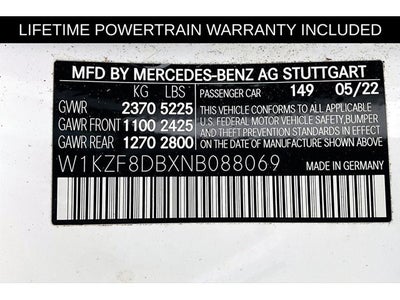 LIFETIME POWERTRAIN WARRANTY INCLUDED
MFD BY MERCEDES-BENZ AG STUTTGART
KG LBS PASSENGER CAR 149 05/22
GVWR 2370 5225 THIS VEHICLE CONFORMS TO ALL APPLICABLE
GAWR FRONT 1100 2425 U.S. FEDERAL MOTOR VEHICLE SAFETY, BUMPER
GAWR REAR 1270 2800 AND THEFT PREVENTION STANDARDS IN EFFECT ON THE DATE OF MANUFACTURE SHOWN ABOVE.
W1KZF8DBXNB088069 MADE IN GERMANY